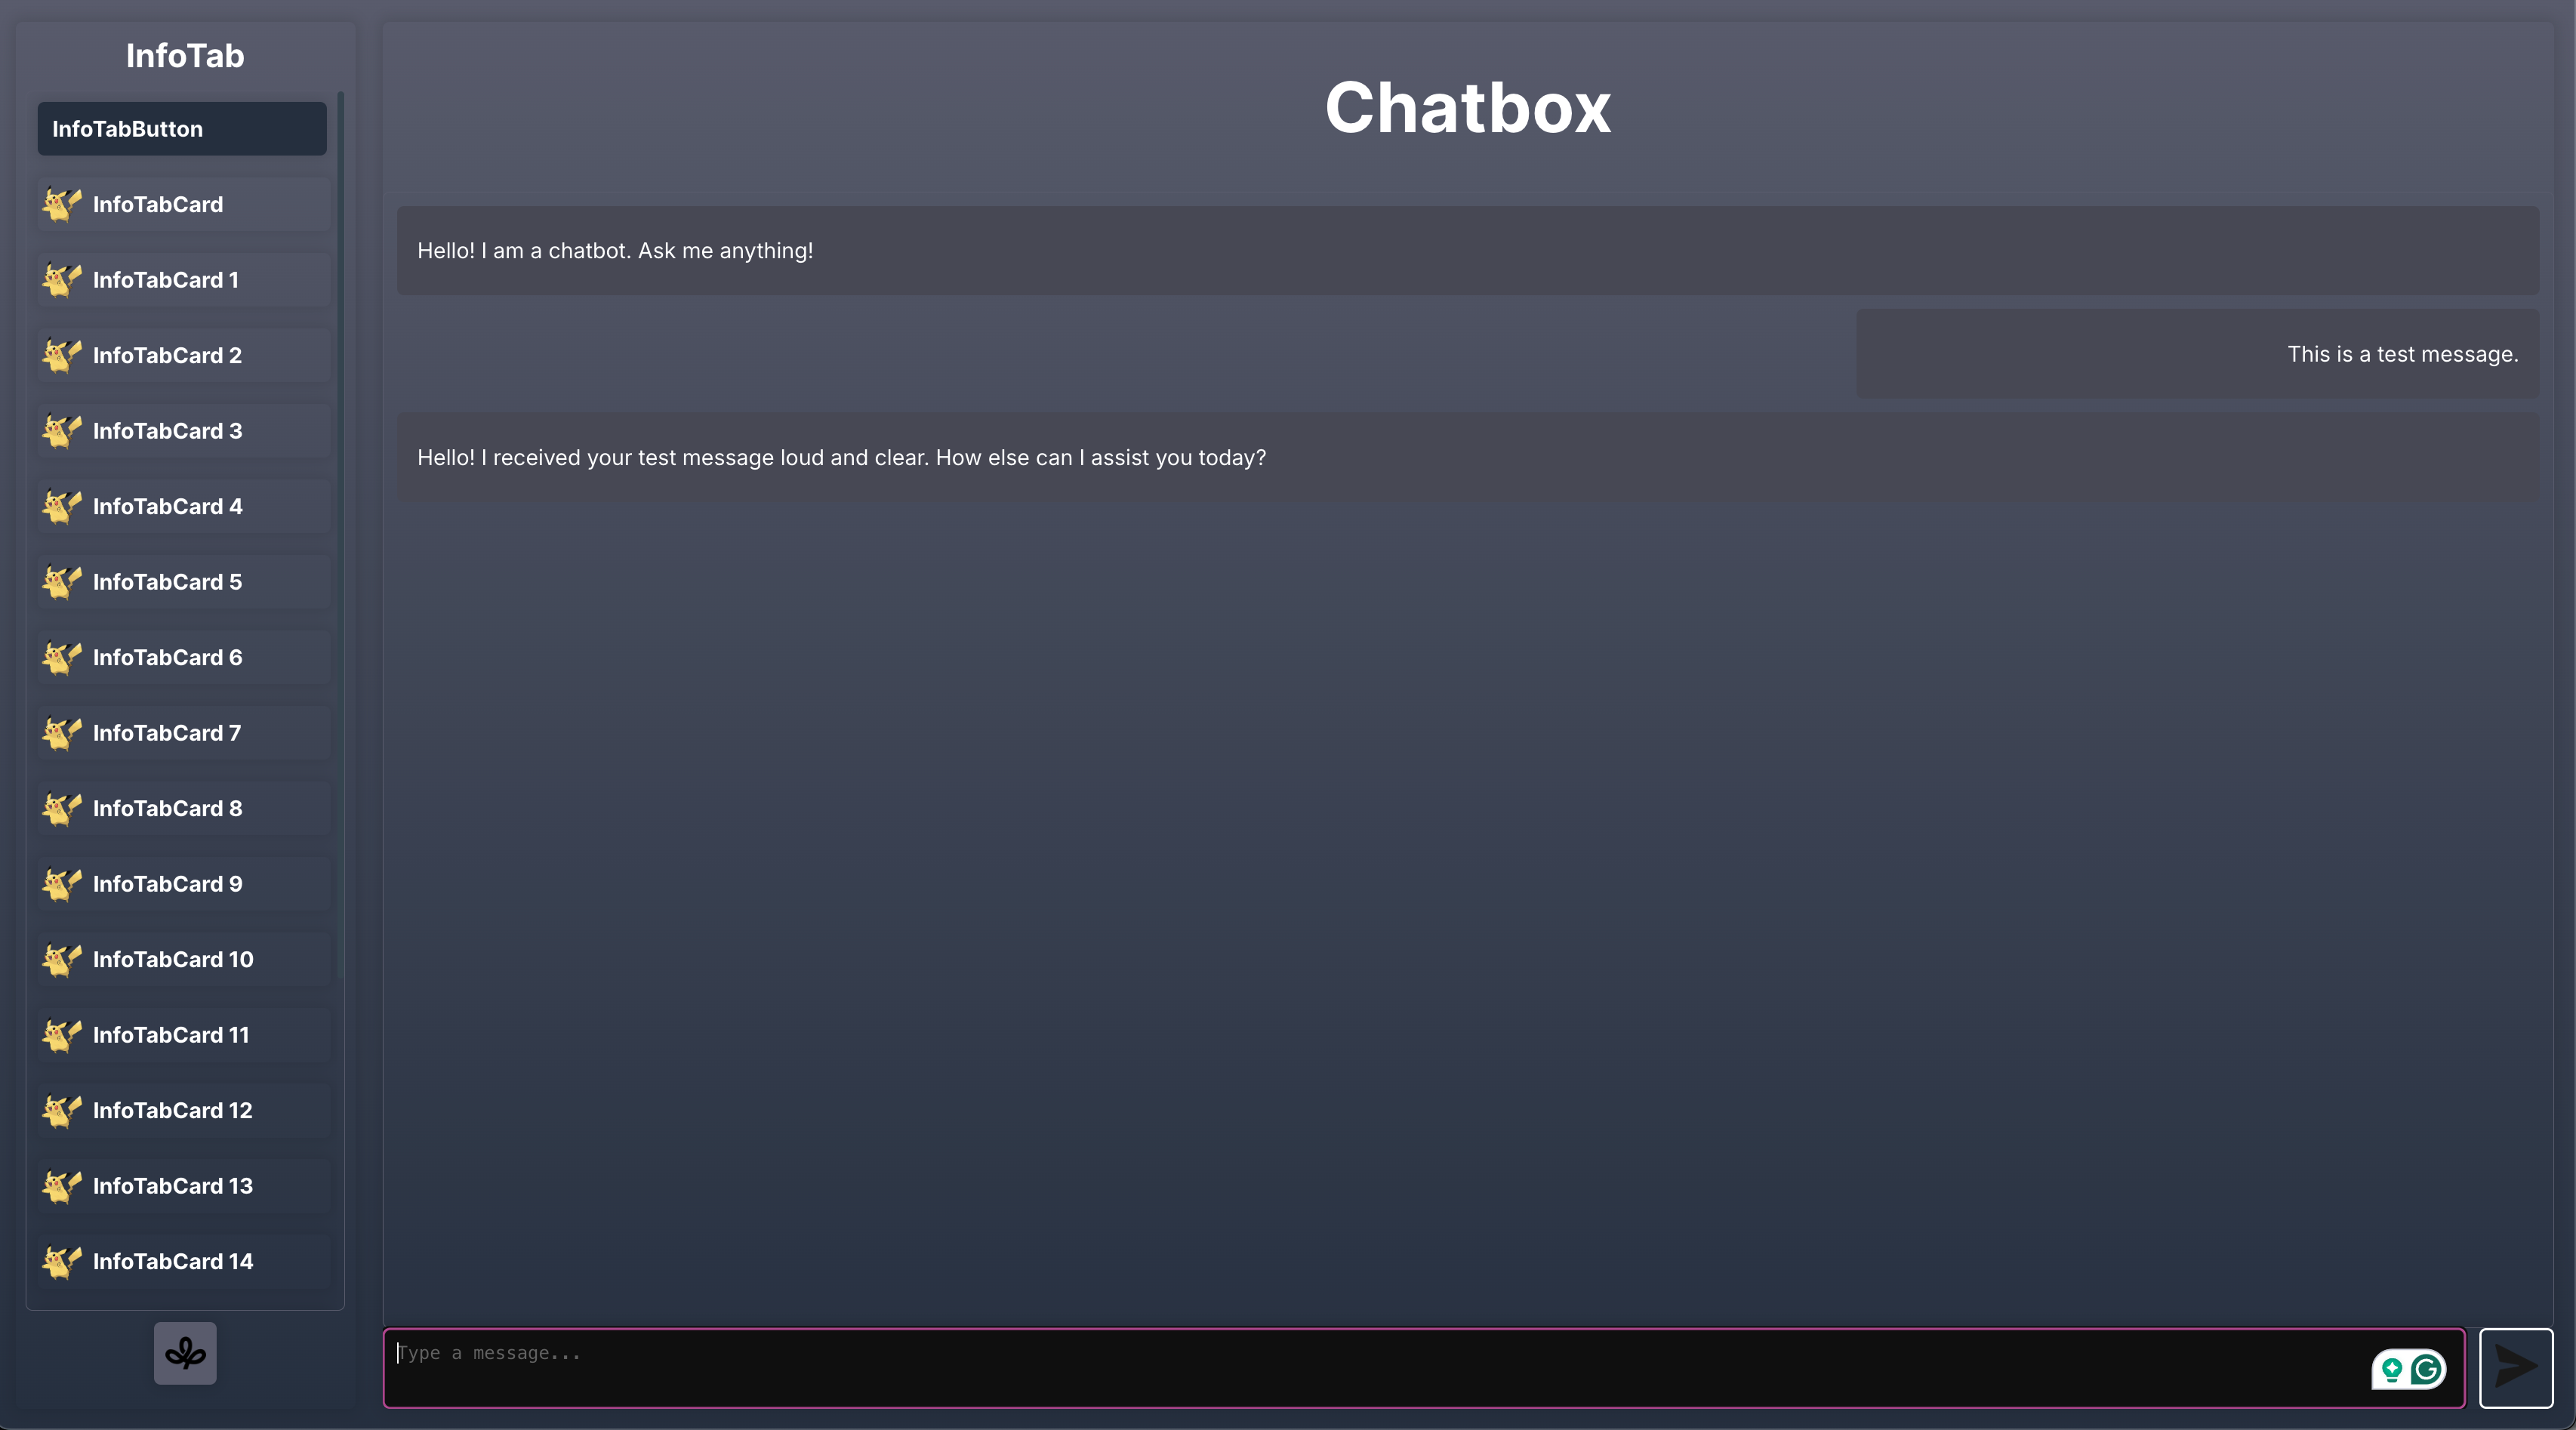 InfoTab
InfoTabButton
InfoTabCard
InfoTabCard 1
InfoTabCard 2
InfoTabCard 3
InfoTabCard 4
InfoTabCard 5
InfoTabCard 6
InfoTabCard 7
InfoTabCard 8
InfoTabCard 9
InfoTabCard 10
InfoTabCard 11
InfoTabCard 12
InfoTabCard 13
InfoTabCard 14
Chatbox
Hello! I am a chatbot. Ask me anything!
This is a test message.
Hello! I received your test message loud and clear. How else can I assist you today?
Type a message...